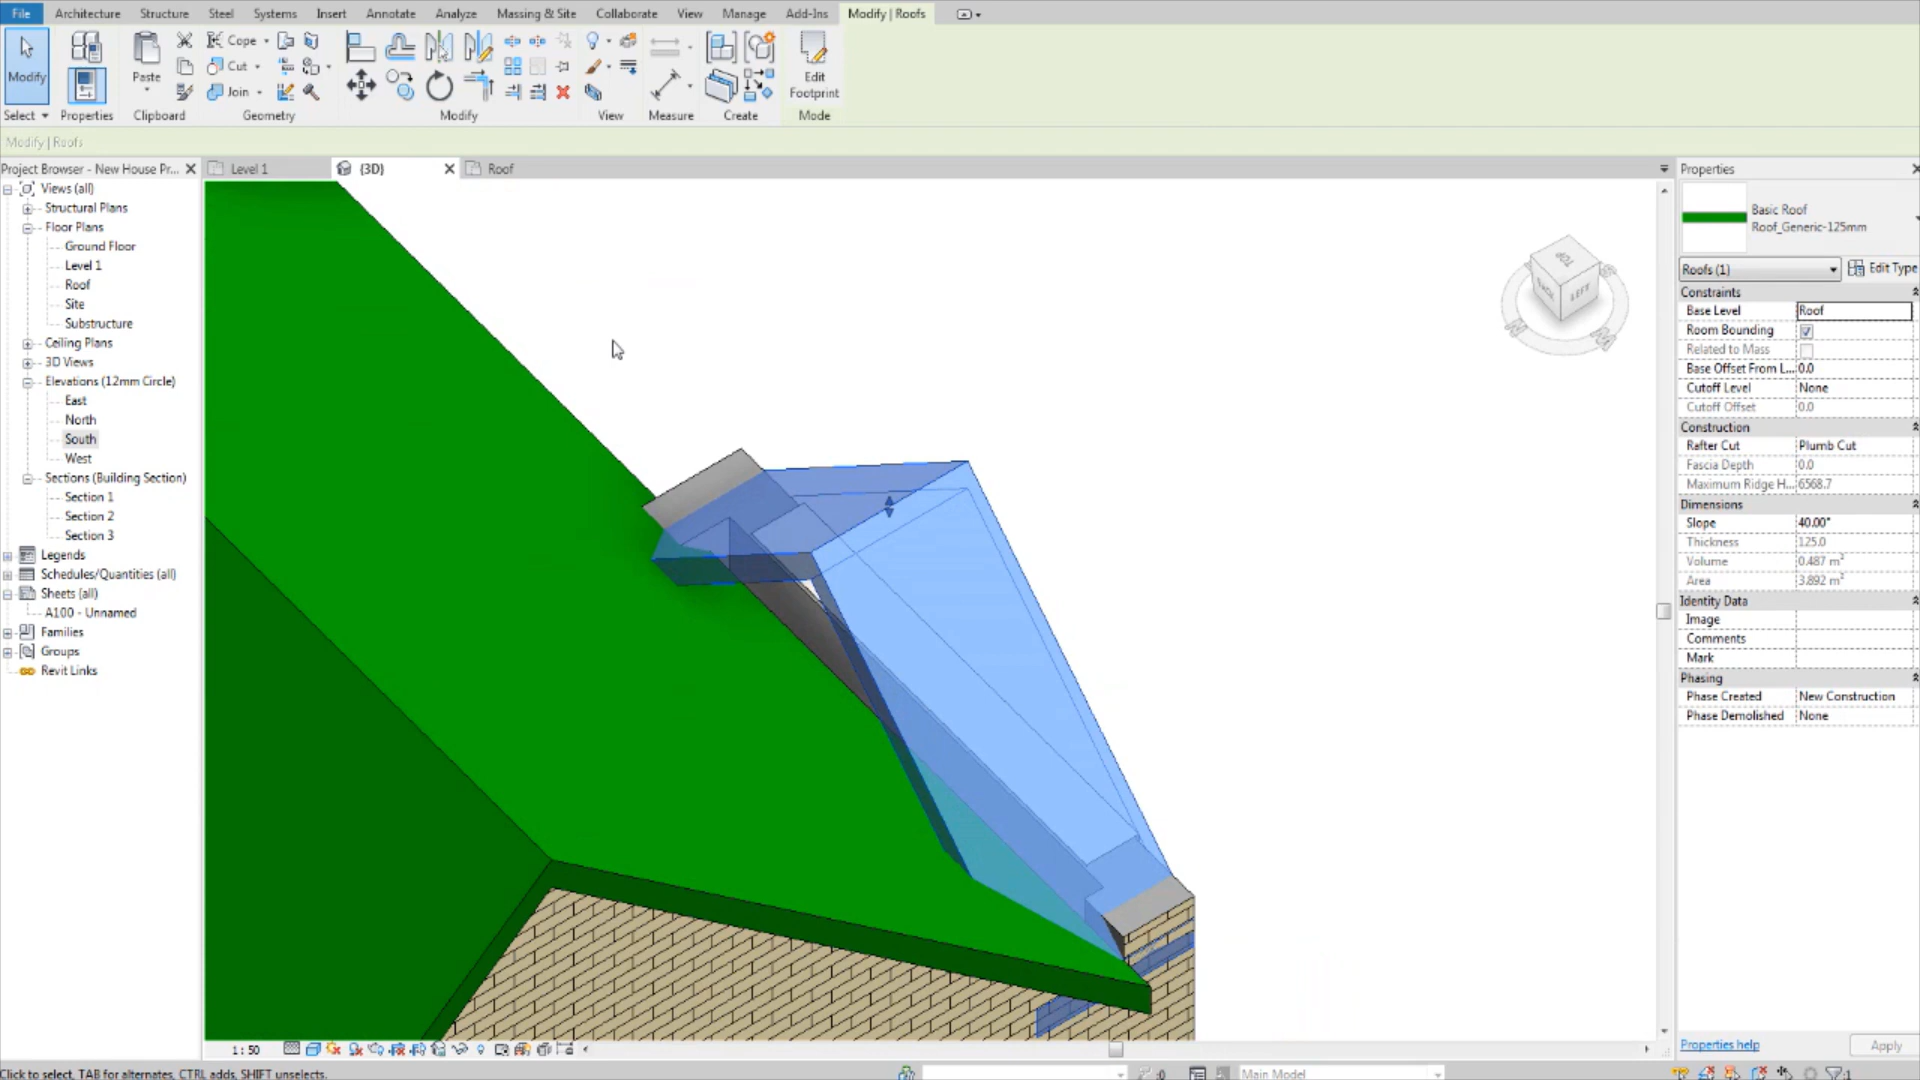 File Architecture Structure Steel Systems Insert Annotate Analyze Massing & Site Collaborate View Manage Add-Ins Modify | Roofs
Modify Paste Cope Cut Join Edit Footprint
Select Properties Clipboard Geometry Modify View Measure Create Mode
Modify | Roofs
Project Browser - New House Pr... Level 1 {3D} Roof Properties
Views (all)
Structural Plans
Floor Plans
Ground Floor
Level 1
Roof
Site
Substructure
Ceiling Plans
3D Views
Elevations (12mm Circle)
East
North
South
West
Sections (Building Section)
Section 1
Section 2
Section 3
Legends
Schedules/Quantities (all)
Sheets (all)
A100 - Unnamed
Families
Groups
Revit Links
TOP
BACK LEFT
Basic Roof
Roof_Generic-125mm
Roofs (1) Edit Type
Constraints
Base Level Roof
Room Bounding
Related to Mass
Base Offset From L... 0.0
Cutoff Level None
Cutoff Offset 0.0
Construction
Rafter Cut Plumb Cut
Fascia Depth 0.0
Maximum Ridge H... 6568.7
Dimensions
Slope 40.00°
Thickness 125.0
Volume 0.487 m³
Area 3.892 m²
Identity Data
Image
Comments
Mark
Phasing
Phase Created New Construction
Phase Demolished None
Properties help Apply
1 : 50
Click to select, TAB for alternates, CTRL adds, SHIFT unselects. :0 Main Model :1